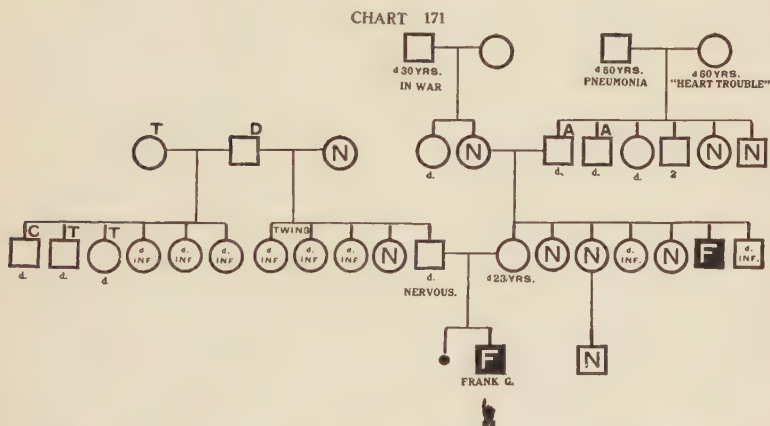 CHART 171
d 30 YRS.
IN WAR
d 50 YRS.
PNEUMONIA
d 60 YRS.
"HEART TROUBLE"
T D N
N A A N N
d. d. d. d. 2
C T T d. INF d. INF. d. INF.
TWINS
d INF d. INF. d. INF N
N N d. INF. N F d. INF.
d. d. d d. d 23 YRS.
NERVOUS.
F N
FRANK G.